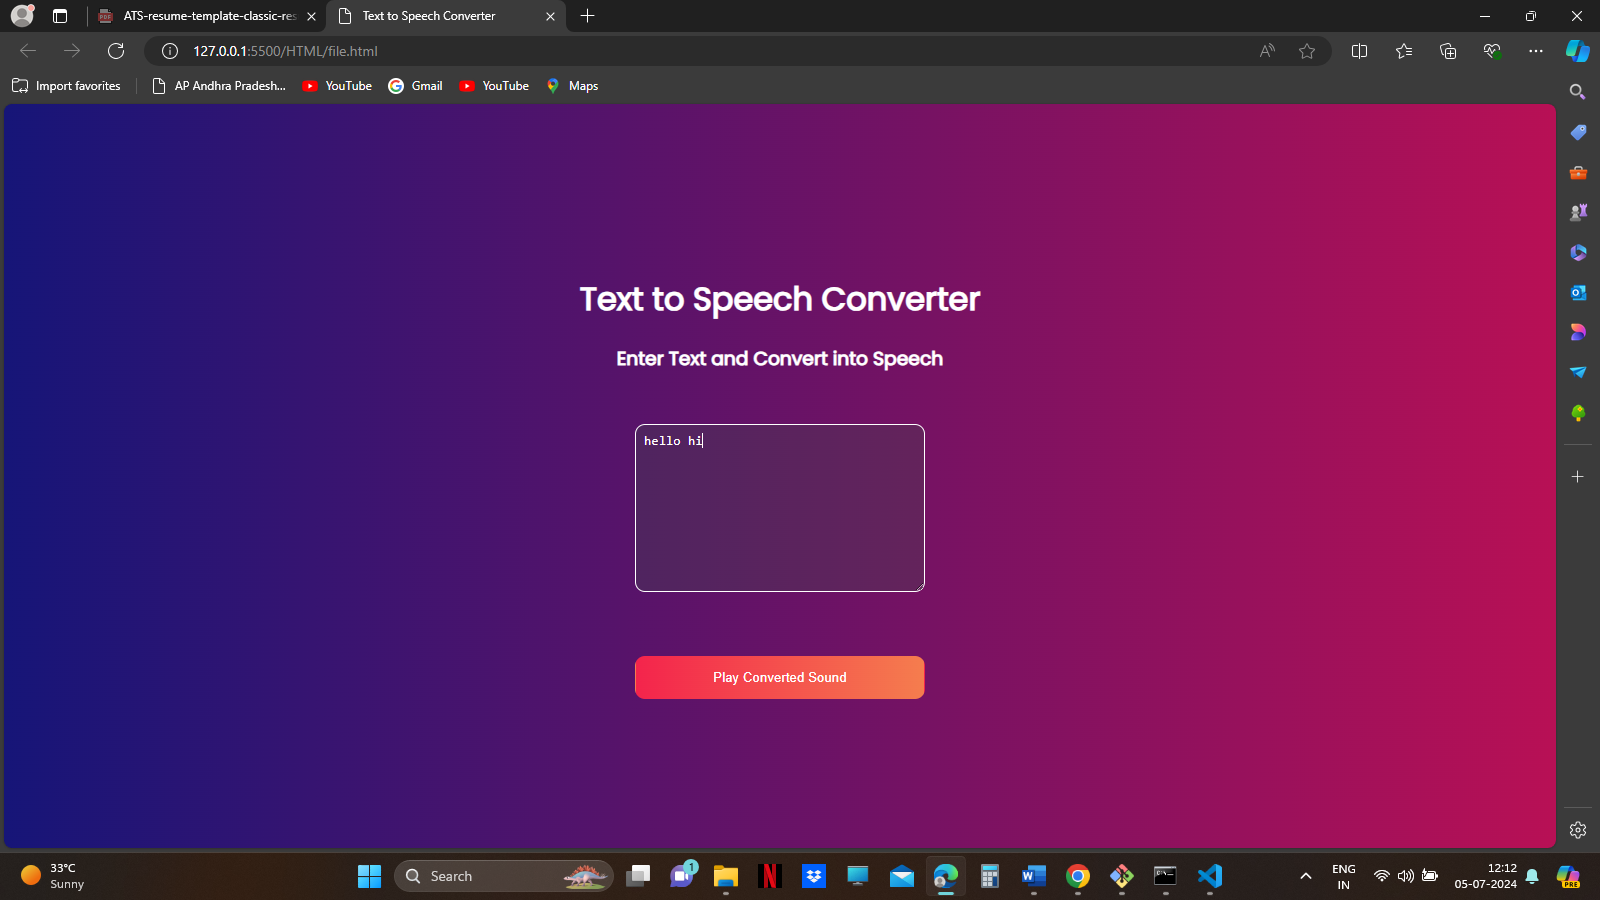 ATS-resume-template-classic-res
Text to Speech Converter
127.0.0.1:5500/HTML/file.html
Import favorites
AP Andhra Pradesh...
YouTube
Gmail
YouTube
Maps
Text to Speech Converter
Enter Text and Convert into Speech
hello hi
Play Converted Sound
33°C
Sunny
Search
1
ENG
IN
12:12
05-07-2024
PRE